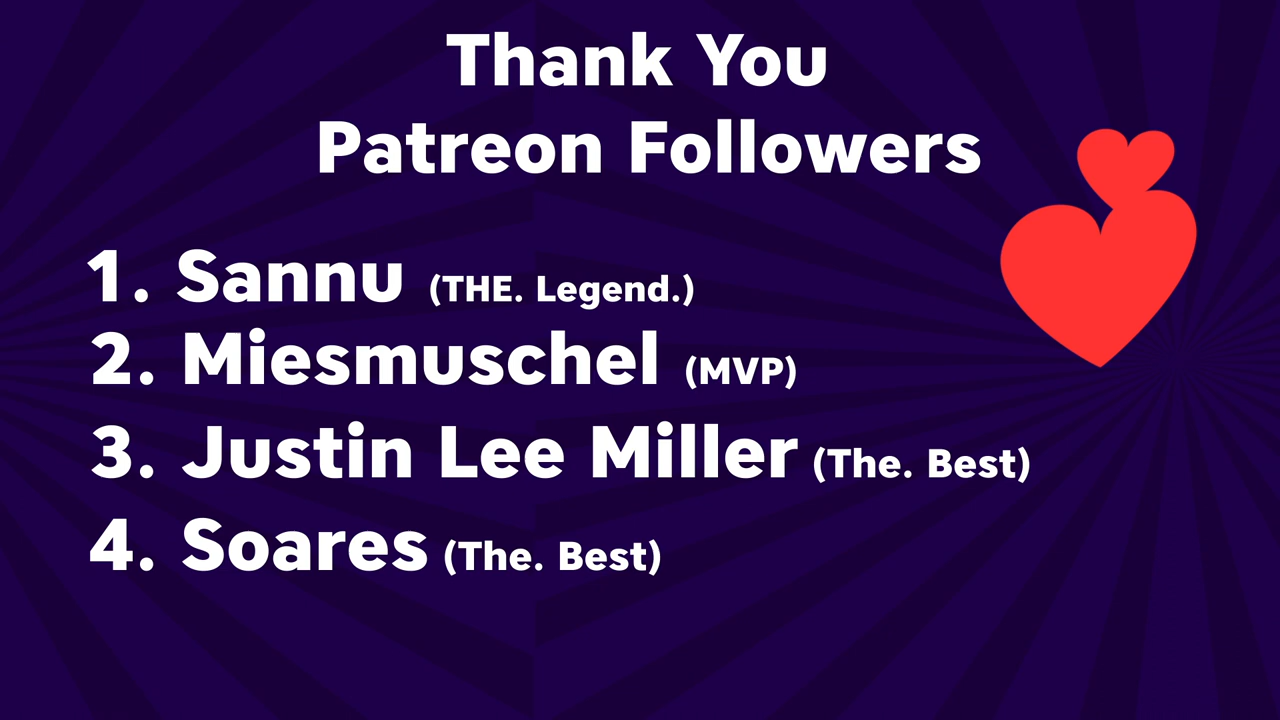 Thank You
Patreon Followers
1. Sannu (THE. Legend.)
2. Miesmuschel (MVP)
3. Justin Lee Miller (The. Best)
4. Soares (The. Best)